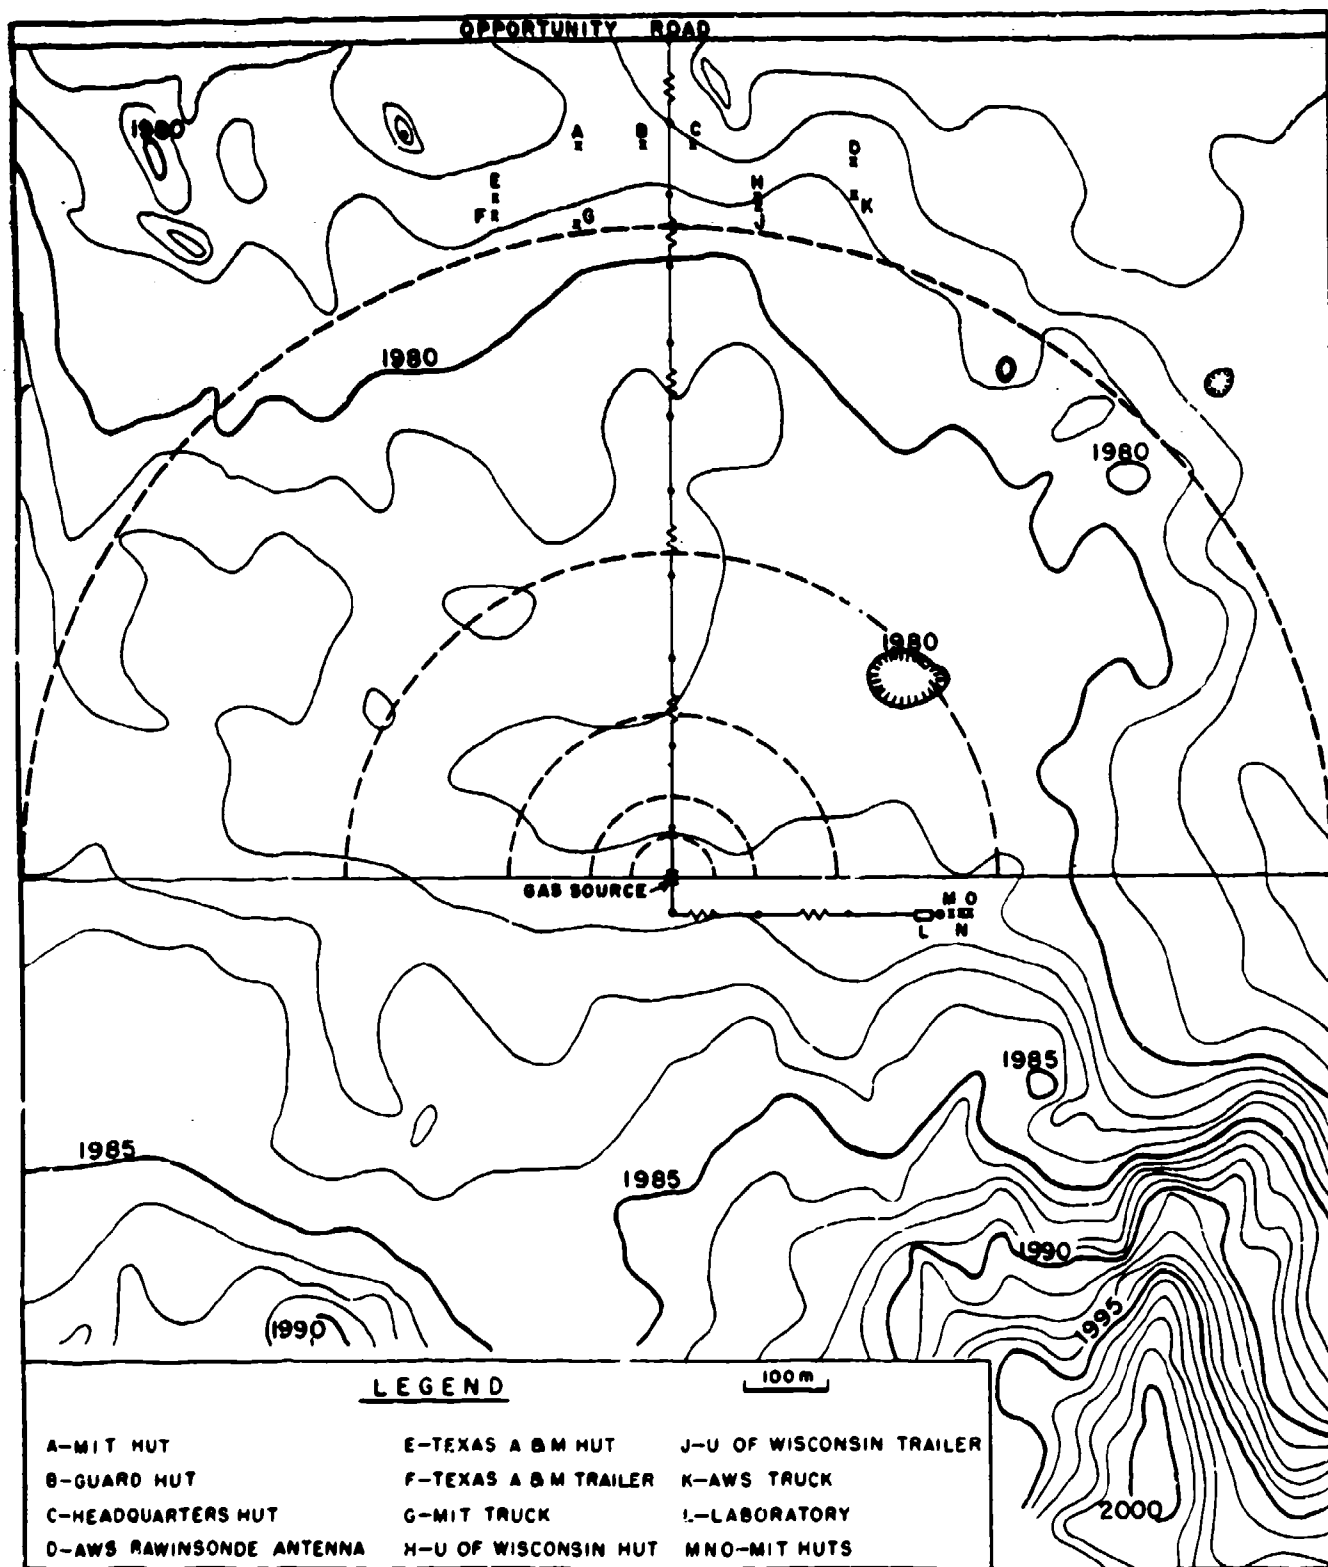 OPPORTUNITY ROAD
1980
A
B
C
D
E
H
F
G
J
K
1980
1980
1980
GAS SOURCE
M O
L N
1985
1985
1985
1990
1990
1995
2000
LEGEND
100 m
A-MIT HUT
E-TEXAS A & M HUT
J-U OF WISCONSIN TRAILER
B-GUARD HUT
F-TEXAS A & M TRAILER
K-AWS TRUCK
C-HEADQUARTERS HUT
G-MIT TRUCK
L-LABORATORY
D-AWS RAWINSONDE ANTENNA
H-U OF WISCONSIN HUT
MNO-MIT HUTS